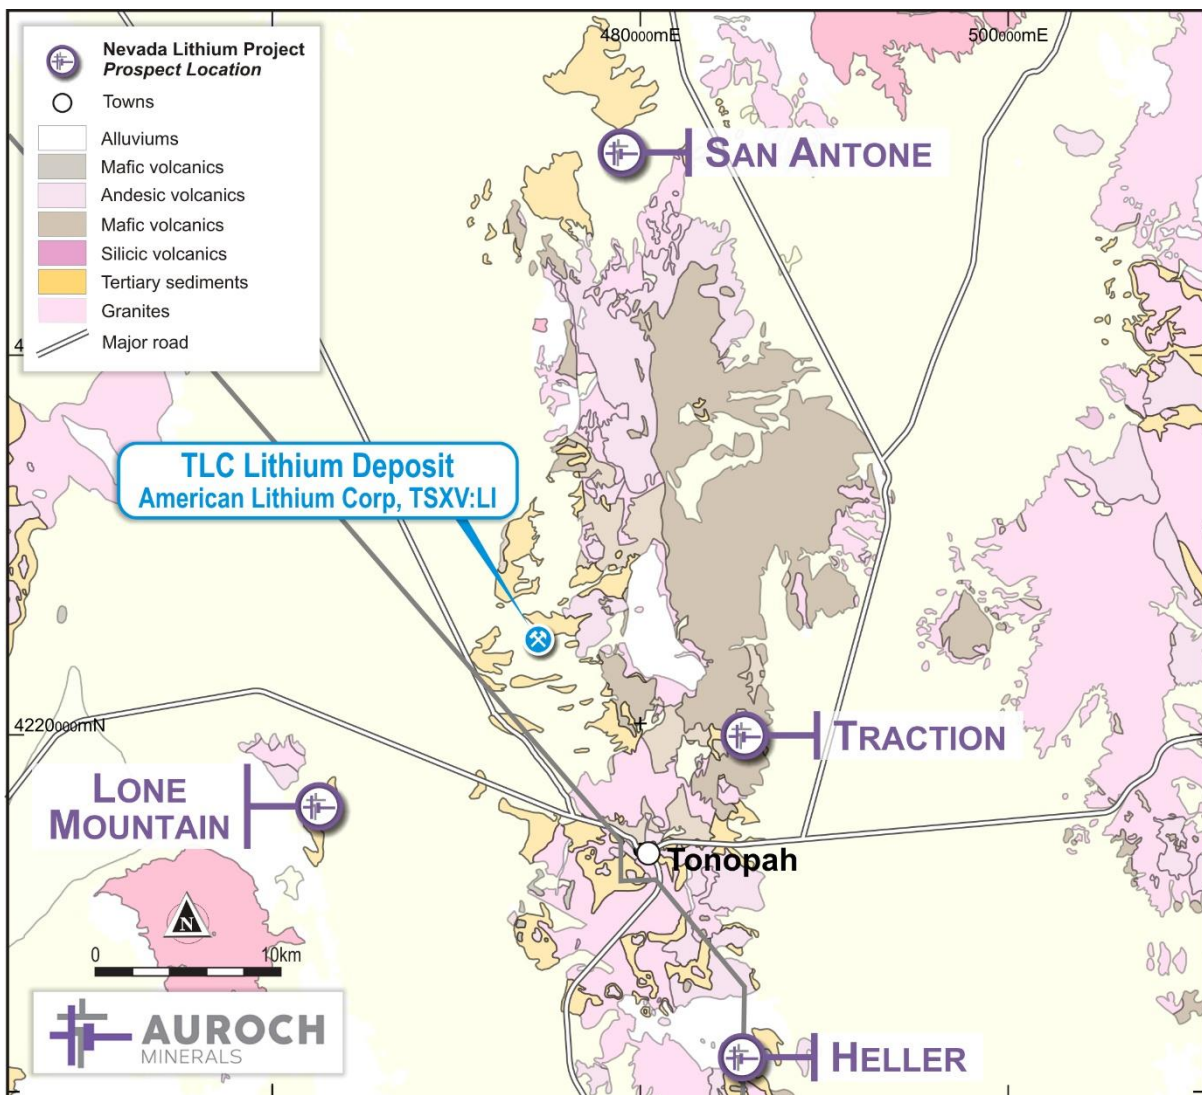 480000mE
500000mE
Nevada Lithium Project
Prospect Location
Towns
Alluviums
Mafic volcanics
Andesic volcanics
Mafic volcanics
Silicic volcanics
Tertiary sediments
Granites
Major road
4
SAN ANTONE
TLC Lithium Deposit
American Lithium Corp, TSXV:LI
4220000mN
TRACTION
LONE
MOUNTAIN
Tonopah
N
0 10km
AUROCH
MINERALS
HELLER